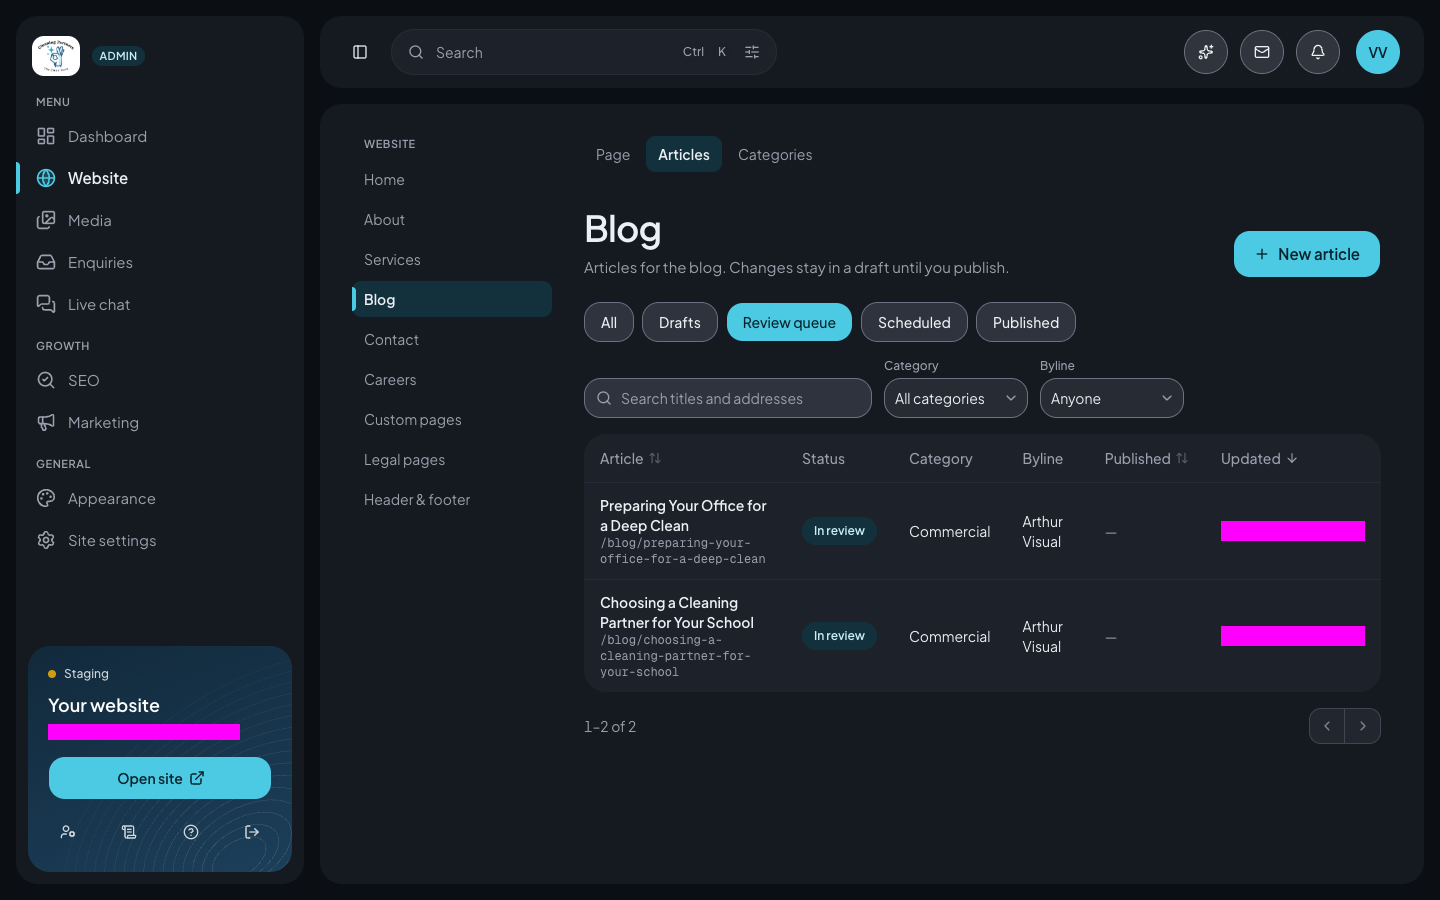 ADMIN
Search
Ctrl K
VV
MENU
Dashboard
Website
Media
Enquiries
Live chat
GROWTH
SEO
Marketing
GENERAL
Appearance
Site settings
Staging
Your website
Open site
WEBSITE
Home
About
Services
Blog
Contact
Careers
Custom pages
Legal pages
Header & footer
Page Articles Categories
Blog
Articles for the blog. Changes stay in a draft until you publish.
New article
All Drafts Review queue Scheduled Published
Category Byline
Search titles and addresses All categories Anyone
Article Status Category Byline Published Updated
Preparing Your Office for
a Deep Clean
/blog/preparing-your-
office-for-a-deep-clean
In review
Commercial
Arthur
Visual
—
Choosing a Cleaning
Partner for Your School
/blog/choosing-a-
cleaning-partner-for-
your-school
In review
Commercial
Arthur
Visual
—
1–2 of 2